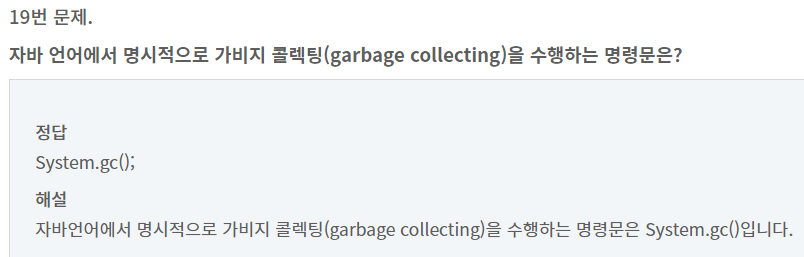 19번 문제.
자바 언어에서 명시적으로 가비지 콜렉팅(garbage collecting)을 수행하는 명령문은?
정답
System.gc();
해설
자바언어에서 명시적으로 가비지 콜렉팅(garbage collecting)을 수행하는 명령문은 System.gc()입니다.